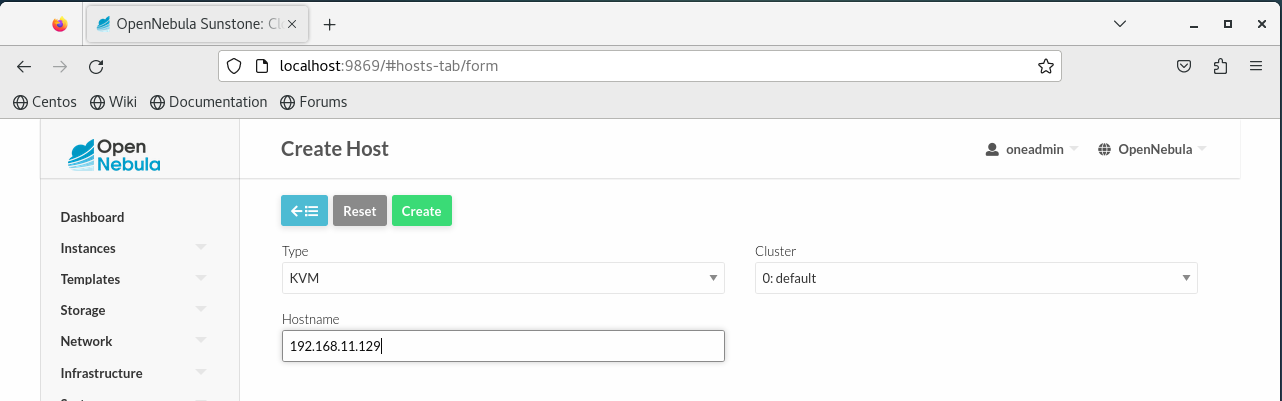 OpenNebula Sunstone: Cl
localhost:9869/#hosts-tab/form
Centos Wiki Documentation Forums
Open Nebula
Create Host
oneadmin
OpenNebula
Reset
Create
Dashboard
Instances
Templates
Storage
Network
Infrastructure
Type
KVM
Cluster
0: default
Hostname
192.168.11.129